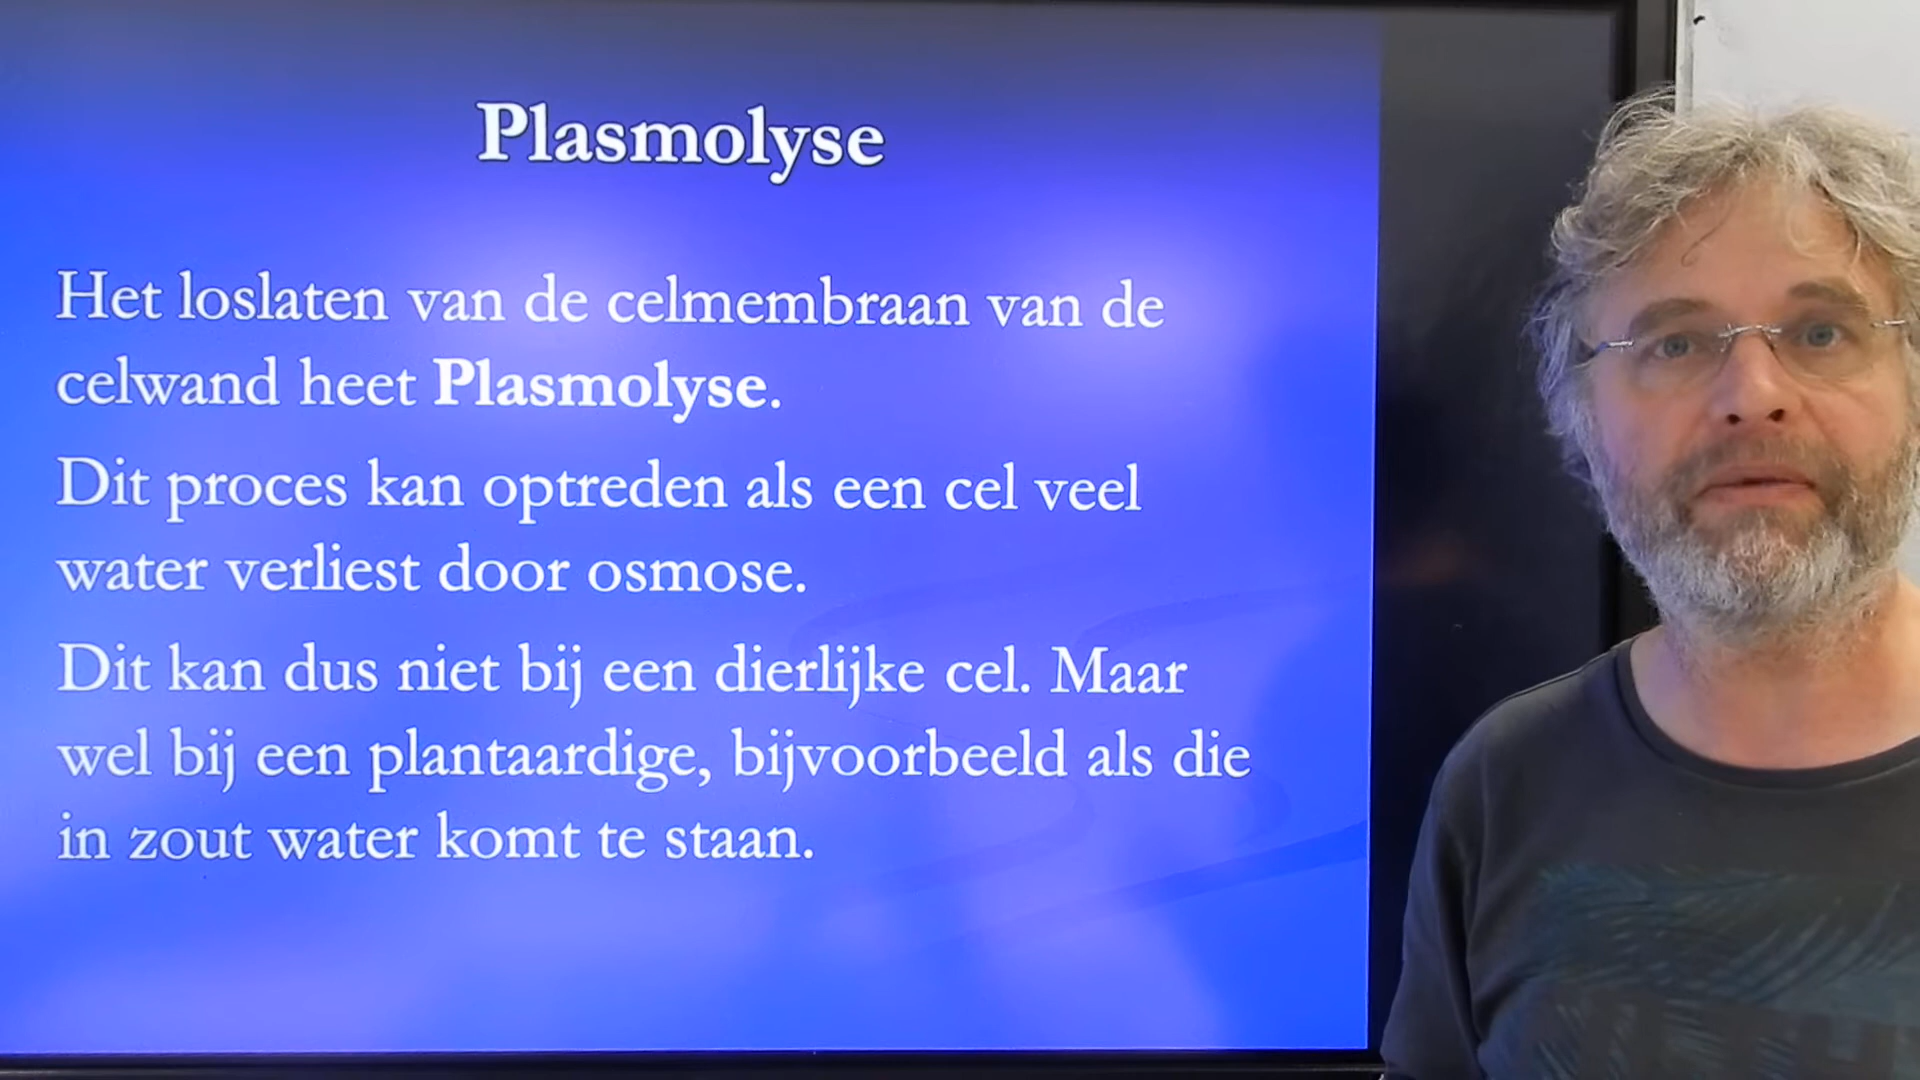 Plasmolyse
Het loslaten van de celmembraan van de
celwand heet Plasmolyse.
Dit proces kan optreden als een cel veel
water verliest door osmose.
Dit kan dus niet bij een dierlijke cel. Maar
wel bij een plantaardige, bijvoorbeeld als die
in zout water komt te staan.